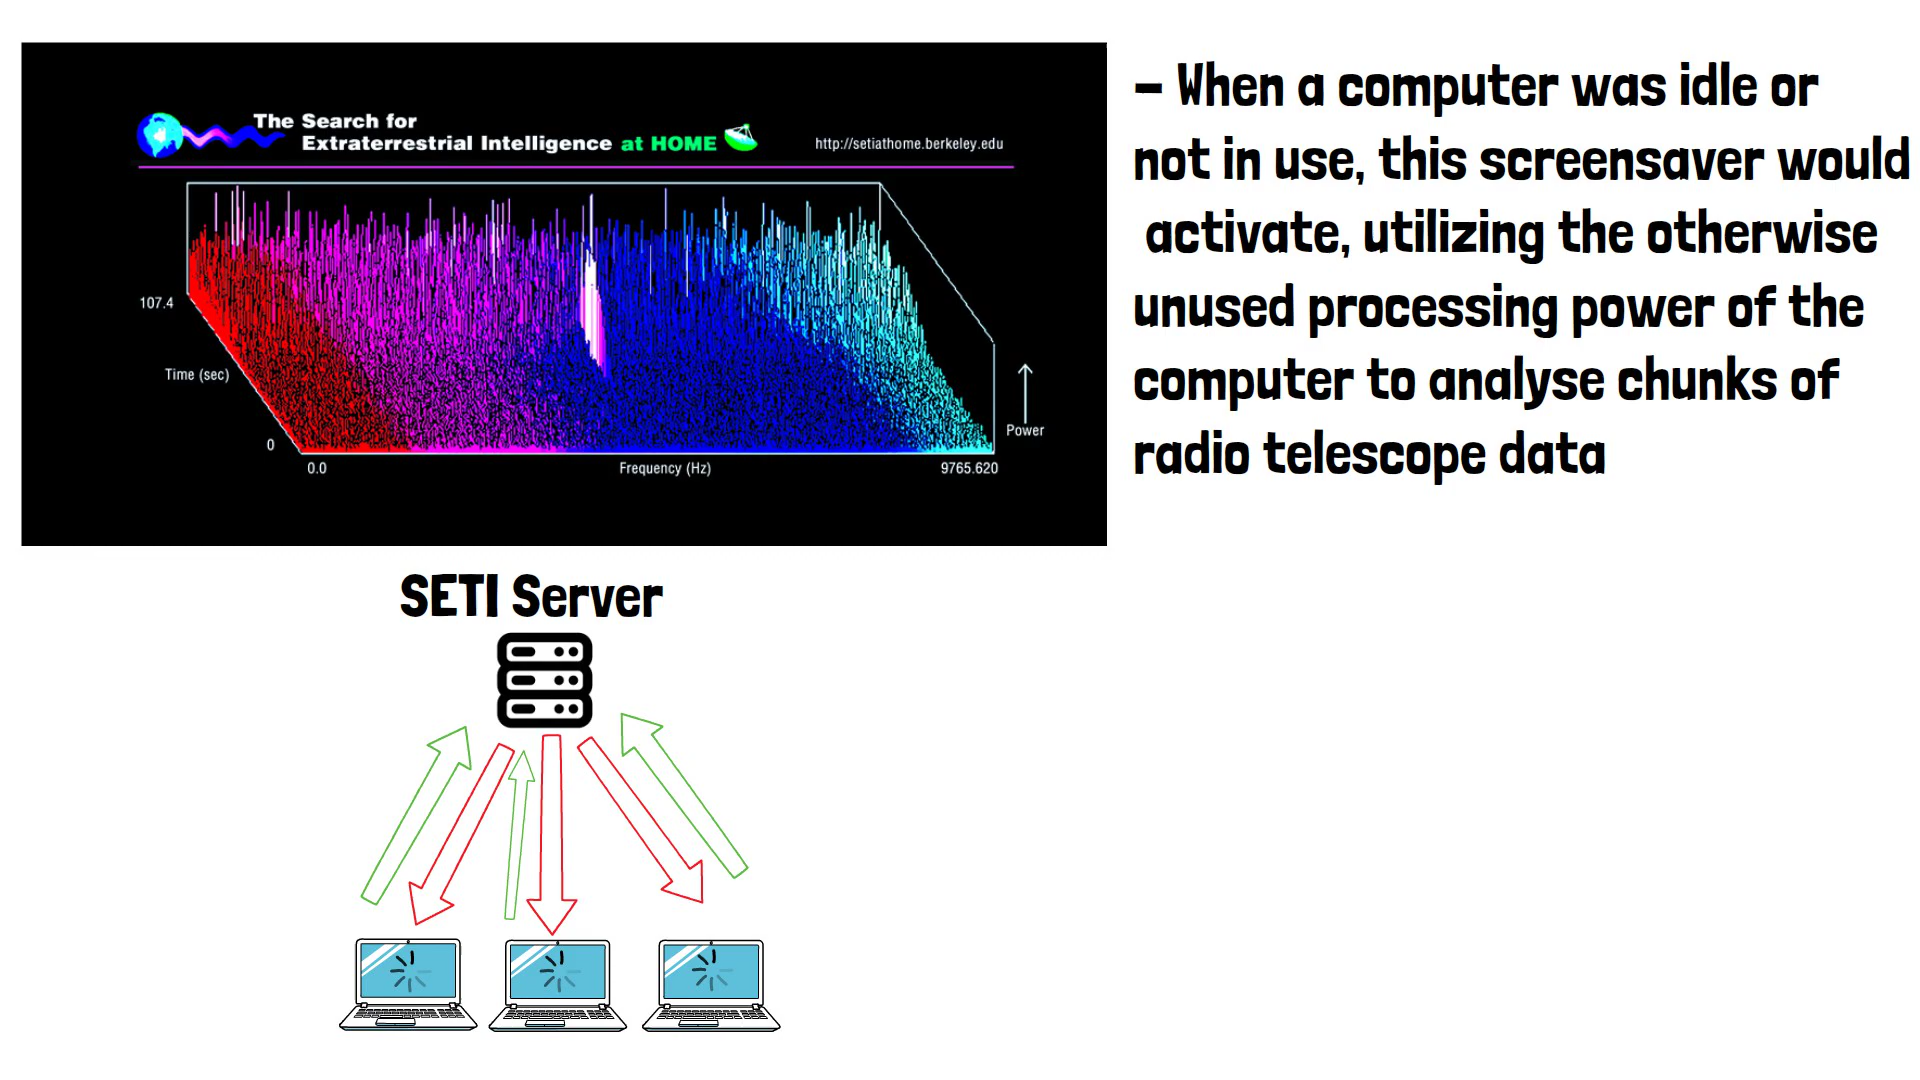 The Search for
Extraterrestrial Intelligence at HOME
http://setiathome.berkeley.edu
107.4
Time (sec)
0
0.0
Frequency (Hz)
9765.620
Power
- When a computer was idle or
not in use, this screensaver would
activate, utilizing the otherwise
unused processing power of the
computer to analyse chunks of
radio telescope data
SETI Server